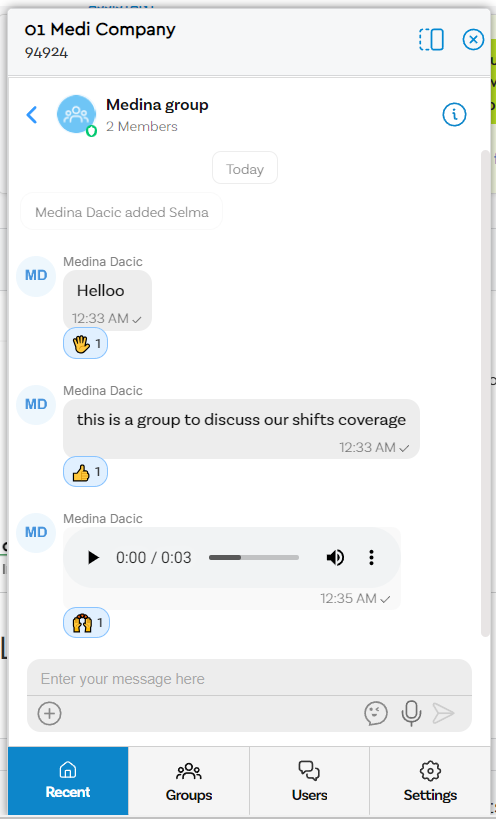 01 Medi Company
94924
Medina group
2 Members
Today
Medina Dacic added Selma
Medina Dacic
MD
Helloo
12:33 AM
1
Medina Dacic
MD
this is a group to discuss our shifts coverage
12:33 AM
1
Medina Dacic
MD
0:00 / 0:03
12:35 AM
1
Enter your message here
Recent
Groups
Users
Settings